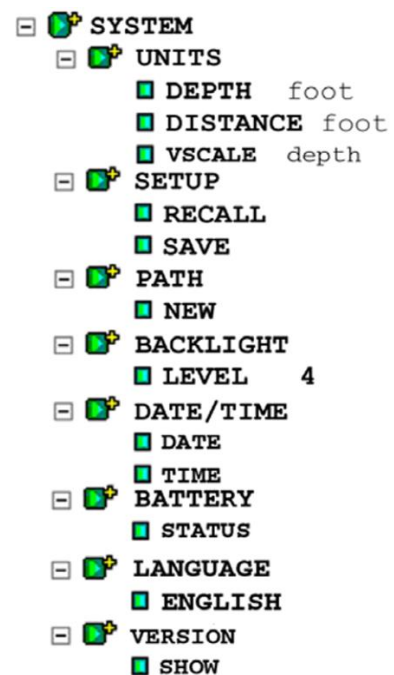 SYSTEM
UNITS
DEPTH foot
DISTANCE foot
VSCALE depth
SETUP
RECALL
SAVE
PATH
NEW
BACKLIGHT
LEVEL 4
DATE/TIME
DATE
TIME
BATTERY
STATUS
LANGUAGE
ENGLISH
VERSION
SHOW